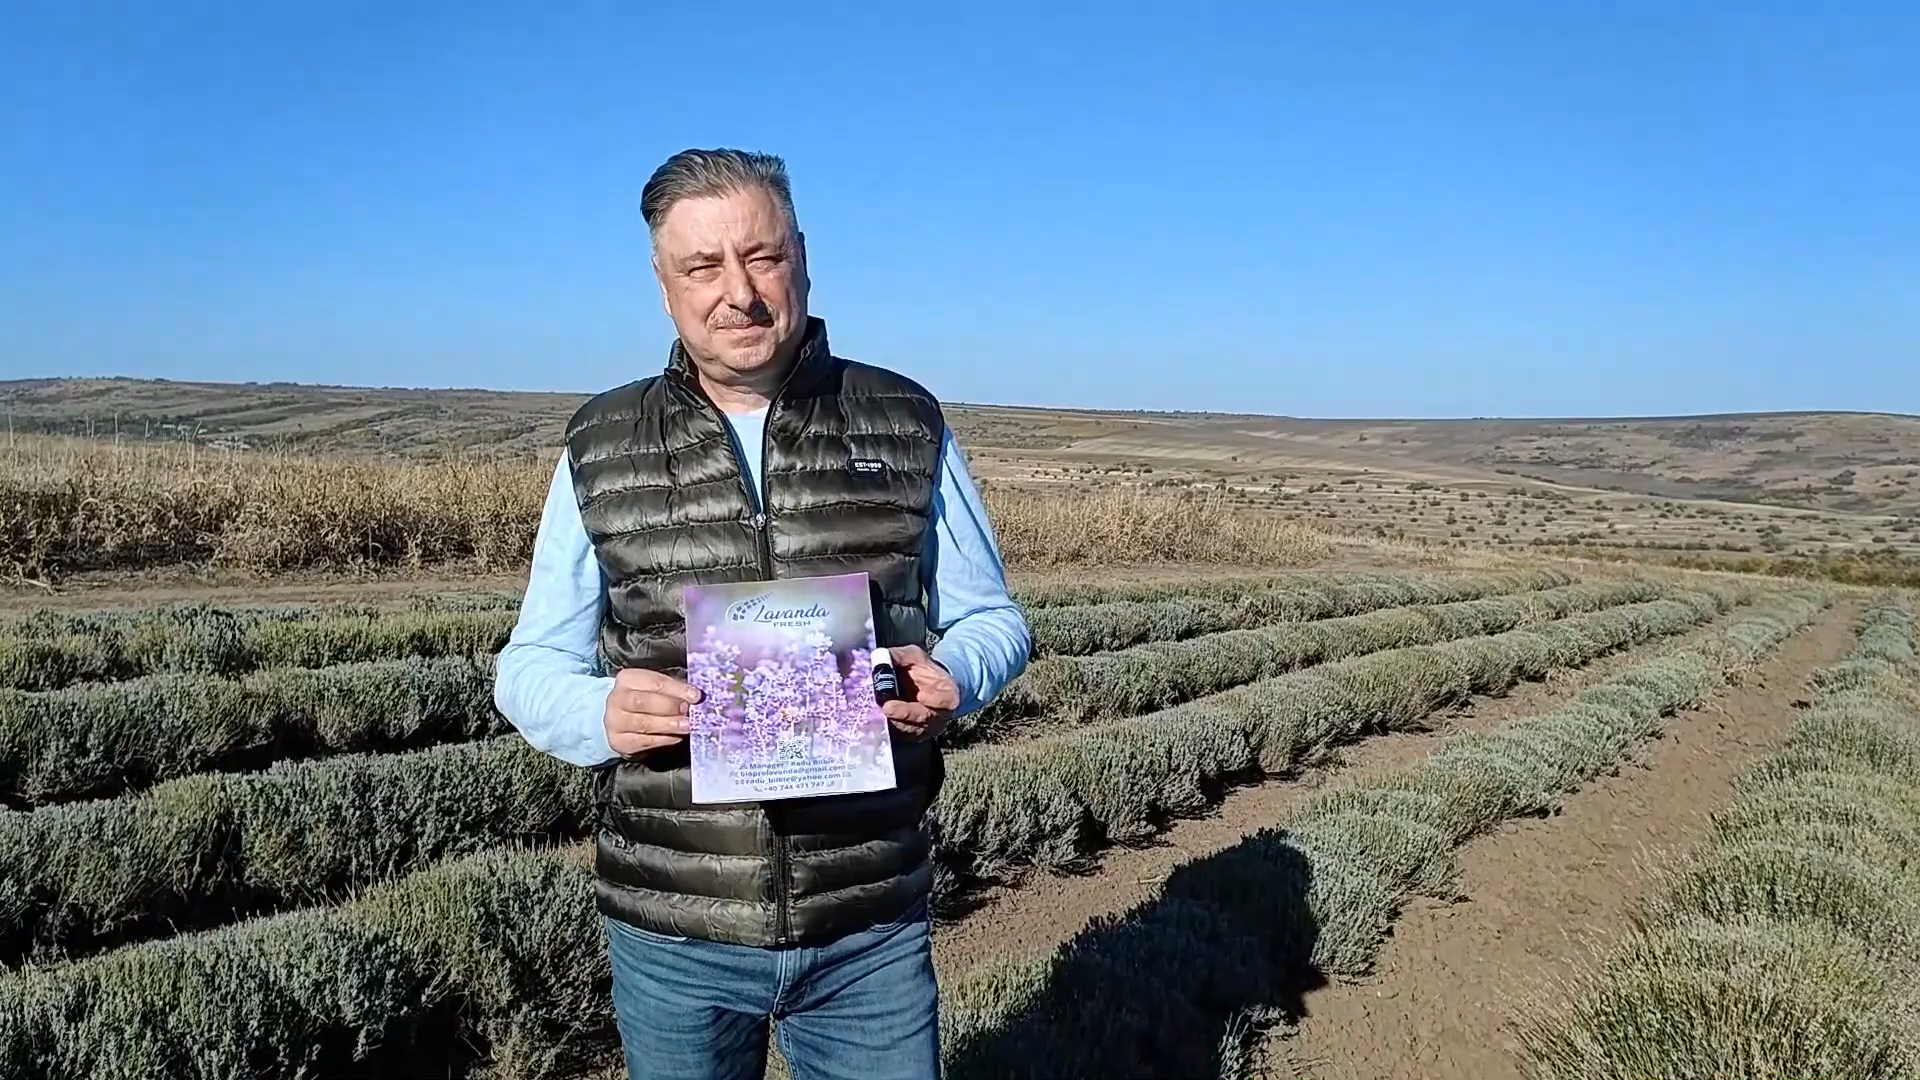 EST·1959
Lavanda
FRESH
Manager - Radu Bilbie
bioprolavanda@gmail.com
radu_bilbie@yahoo.com
+40 744 471 747